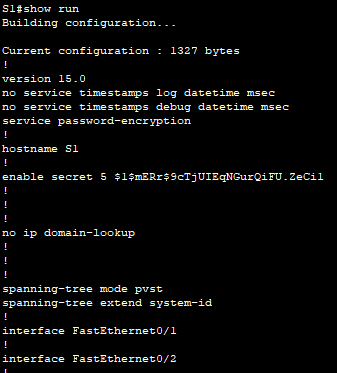 S1#show run
Building configuration...
Current configuration : 1327 bytes
!
version 15.0
no service timestamps log datetime msec
no service timestamps debug datetime msec
service password-encryption
!
hostname S1
!
enable secret 5 $1$mERr$9cTjUIEqNGurQiFU.ZeCi1
!
!
!
no ip domain-lookup
!
!
!
spanning-tree mode pvst
spanning-tree extend system-id
!
interface FastEthernet0/1
!
interface FastEthernet0/2
!